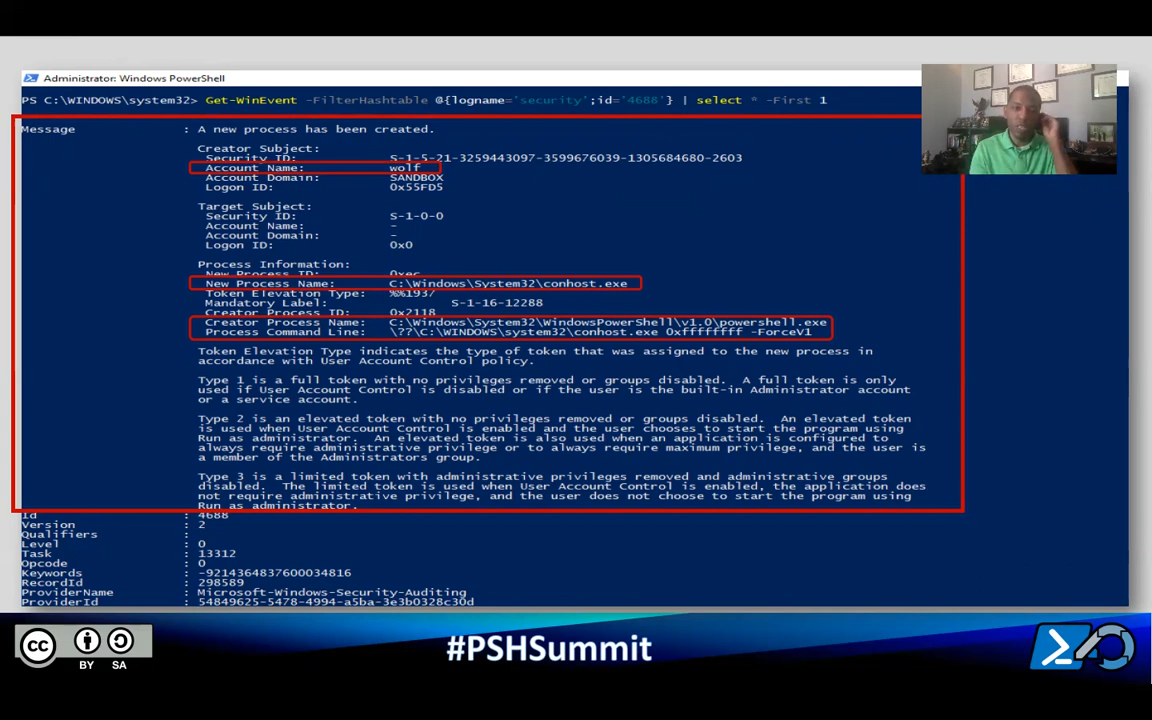 Administrator: Windows PowerShell
PS C:\WINDOWS\system32> Get-WinEvent -FilterHashtable @{logname='security';id='4688'} | select * -First 1
Message : A new process has been created.
Creator Subject:
Security ID: S-1-5-21-3259443097-3599676039-1305684680-2603
Account Name: wolf
Account Domain: SANDBOX
Logon ID: 0x55FD5
Target Subject:
Security ID: S-1-0-0
Account Name: -
Account Domain: -
Logon ID: 0x0
Process Information:
New Process ID: 0xec
New Process Name: C:\Windows\System32\conhost.exe
Token Elevation Type: %%1937
Mandatory Label: S-1-16-12288
Creator Process ID: 0x2118
Creator Process Name: C:\Windows\System32\WindowsPowerShell\v1.0\powershell.exe
Process Command Line: \??\C:\WINDOWS\system32\conhost.exe 0xffffffff -ForceV1
Token Elevation Type indicates the type of token that was assigned to the new process in
accordance with User Account Control policy.
Type 1 is a full token with no privileges removed or groups disabled. A full token is only
used if User Account Control is disabled or if the user is the built-in Administrator account
or a service account.
Type 2 is an elevated token with no privileges removed or groups disabled. An elevated token
is used when User Account Control is enabled and the user chooses to start the program using
Run as administrator. An elevated token is also used when an application is configured to
always require administrative privilege or to always require maximum privilege, and the user is
a member of the Administrators group.
Type 3 is a limited token with administrative privileges removed and administrative groups
disabled. The limited token is used when User Account Control is enabled, the application does
not require administrative privilege, and the user does not choose to start the program using
Run as administrator.
Id : 4688
Version : 2
Qualifiers :
Level : 0
Task : 13312
Opcode : 0
Keywords : -9214364837600034816
RecordId : 298589
ProviderName : Microsoft-Windows-Security-Auditing
ProviderId : 54849625-5478-4994-a5ba-3e3b0328c30d
#PSHSummit
cc
BY SA